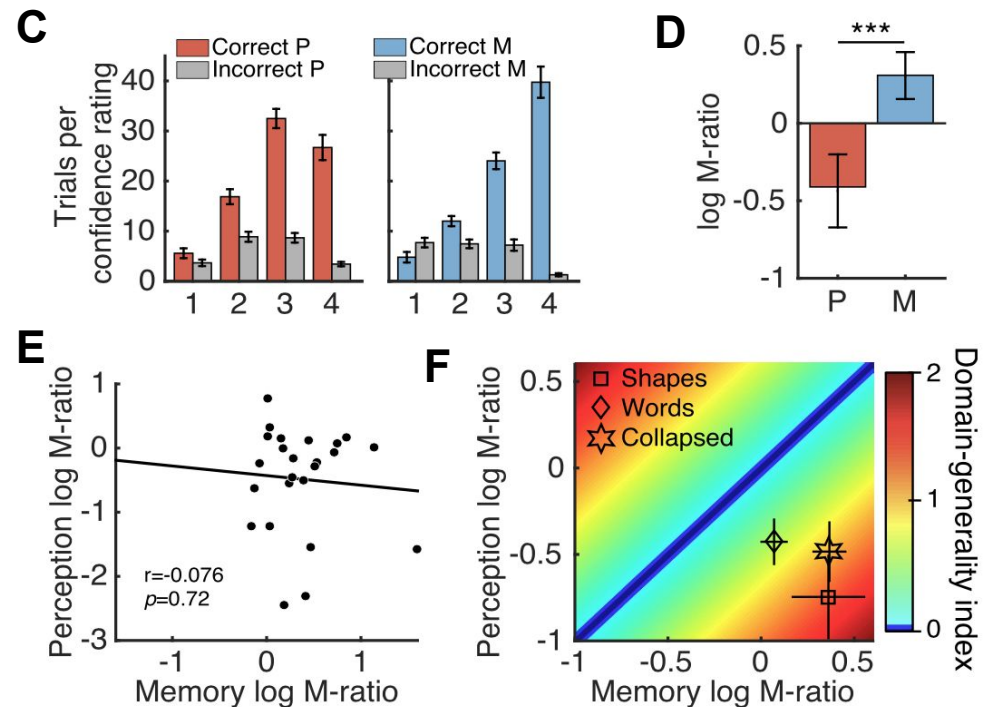 C
Correct P
Incorrect P
Correct M
Incorrect M
Trials per
confidence rating
40
30
20
10
0
1 2 3 4
1 2 3 4
D
***
log M-ratio
0.5
0
-0.5
-1
P M
E
Perception log M-ratio
1
0
-1
-2
-3
r=-0.076
p=0.72
-1 0 1
Memory log M-ratio
F
Perception log M-ratio
0.5
0
-0.5
-1
Shapes
Words
Collapsed
-1 -0.5 0 0.5
Memory log M-ratio
2
1
0
Domain-generality index